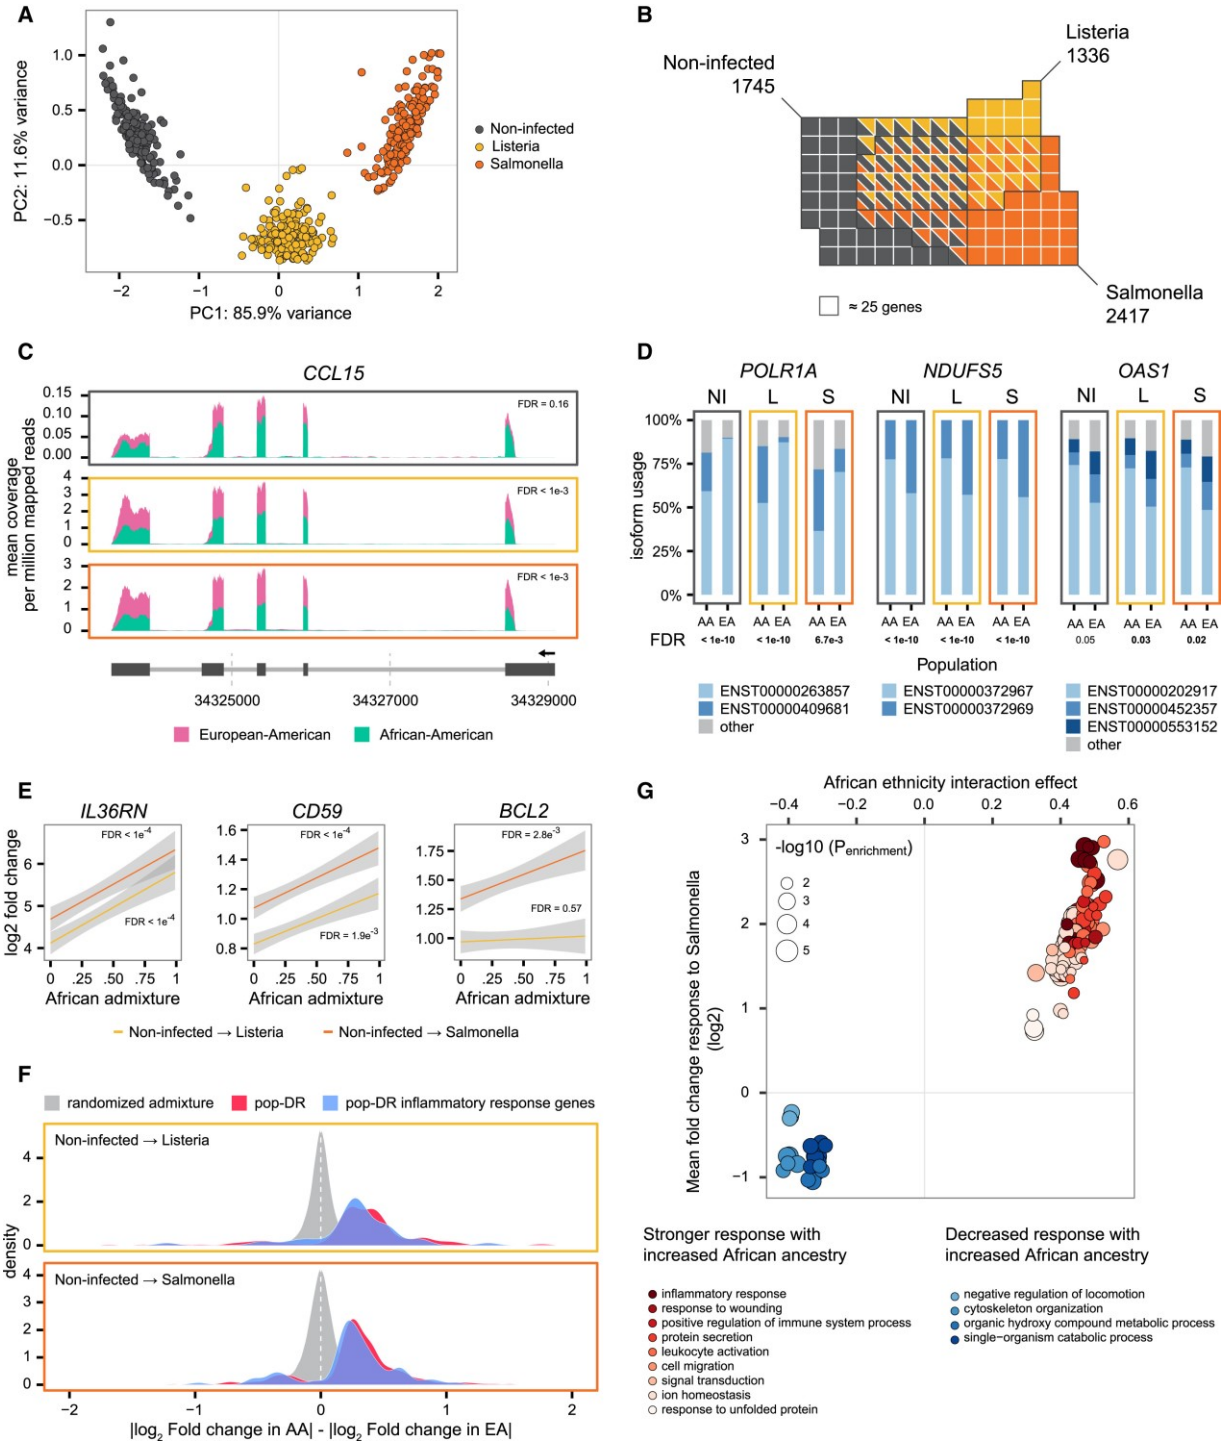 A
PC2: 11.6% variance
1.0
0.5
0.0
−0.5
−2
−1
0
1
2
PC1: 85.9% variance
Non-infected
Listeria
Salmonella
B
Non-infected
1745
Listeria
1336
Salmonella
2417
≈ 25 genes
C
CCL15
mean coverage
per million mapped reads
0.15
0.10
0.05
0.00
FDR = 0.16
4
3
2
1
0
FDR < 1e-3
3
2
1
0
FDR < 1e-3
34325000
34327000
34329000
European-American
African-American
D
POLR1A
NDUFS5
OAS1
NI L S NI L S NI L S
isoform usage
100%
75%
50%
25%
0%
AA EA AA EA AA EA AA EA AA EA AA EA AA EA AA EA AA EA
FDR < 1e-10 < 1e-10 6.7e-3 < 1e-10 < 1e-10 < 1e-10 0.05 0.03 0.02
Population
ENST00000263857
ENST00000409681
other
ENST00000372967
ENST00000372969
ENST00000202917
ENST00000452357
ENST00000553152
other
E
IL36RN
CD59
BCL2
log2 fold change
6
5
4
FDR < 1e-4
FDR < 1e-4
0 .25 .75 1
African admixture
1.6
1.4
1.2
1.0
0.8
FDR < 1e-4
FDR = 1.9e-3
0 .25 .75 1
African admixture
1.75
1.50
1.25
1.00
FDR = 2.8e-3
FDR = 0.57
0 .25 .75 1
African admixture
Non-infected → Listeria
Non-infected → Salmonella
F
randomized admixture
pop-DR
pop-DR inflammatory response genes
density
Non-infected → Listeria
4
2
0
Non-infected → Salmonella
4
3
2
1
0
−2
−1
0
1
2
|log2 Fold change in AA| - |log2 Fold change in EA|
G
African ethnicity interaction effect
−0.4
−0.2
0.0
0.2
0.4
0.6
Mean fold change response to Salmonella
(log2)
3
2
1
0
−1
-log10 (Penrichment)
2
3
4
5
Stronger response with
increased African ancestry
inflammatory response
response to wounding
positive regulation of immune system process
protein secretion
leukocyte activation
cell migration
signal transduction
ion homeostasis
response to unfolded protein
Decreased response with
increased African ancestry
negative regulation of locomotion
cytoskeleton organization
organic hydroxy compound metabolic process
single-organism catabolic process